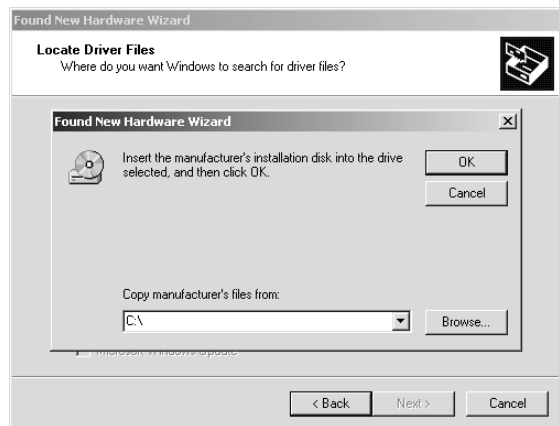 Found New Hardware Wizard
Locate Driver Files
Where do you want Windows to search for driver files?
Found New Hardware Wizard
Insert the manufacturer's installation disk into the drive
selected, and then click OK.
OK
Cancel
Copy manufacturer's files from:
C:\
Browse...
Microsoft Windows Update
< Back
Next >
Cancel